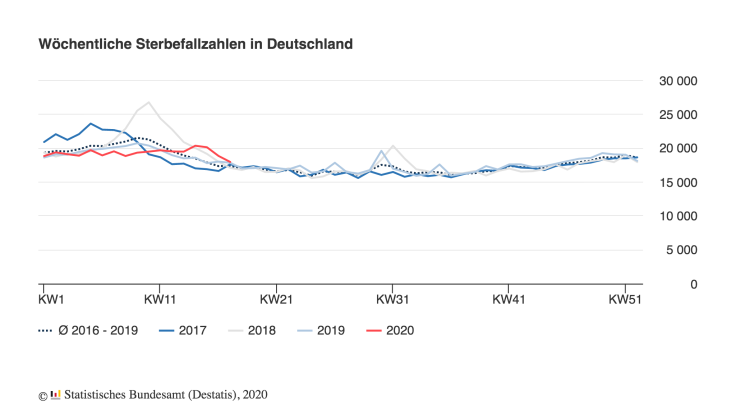 Wöchentliche Sterbefallzahlen in Deutschland
30 000
25 000
20 000
15 000
10 000
5 000
0
KW1 KW11 KW21 KW31 KW41 KW51
Ø 2016 - 2019 2017 2018 2019 2020
© Statistisches Bundesamt (Destatis), 2020